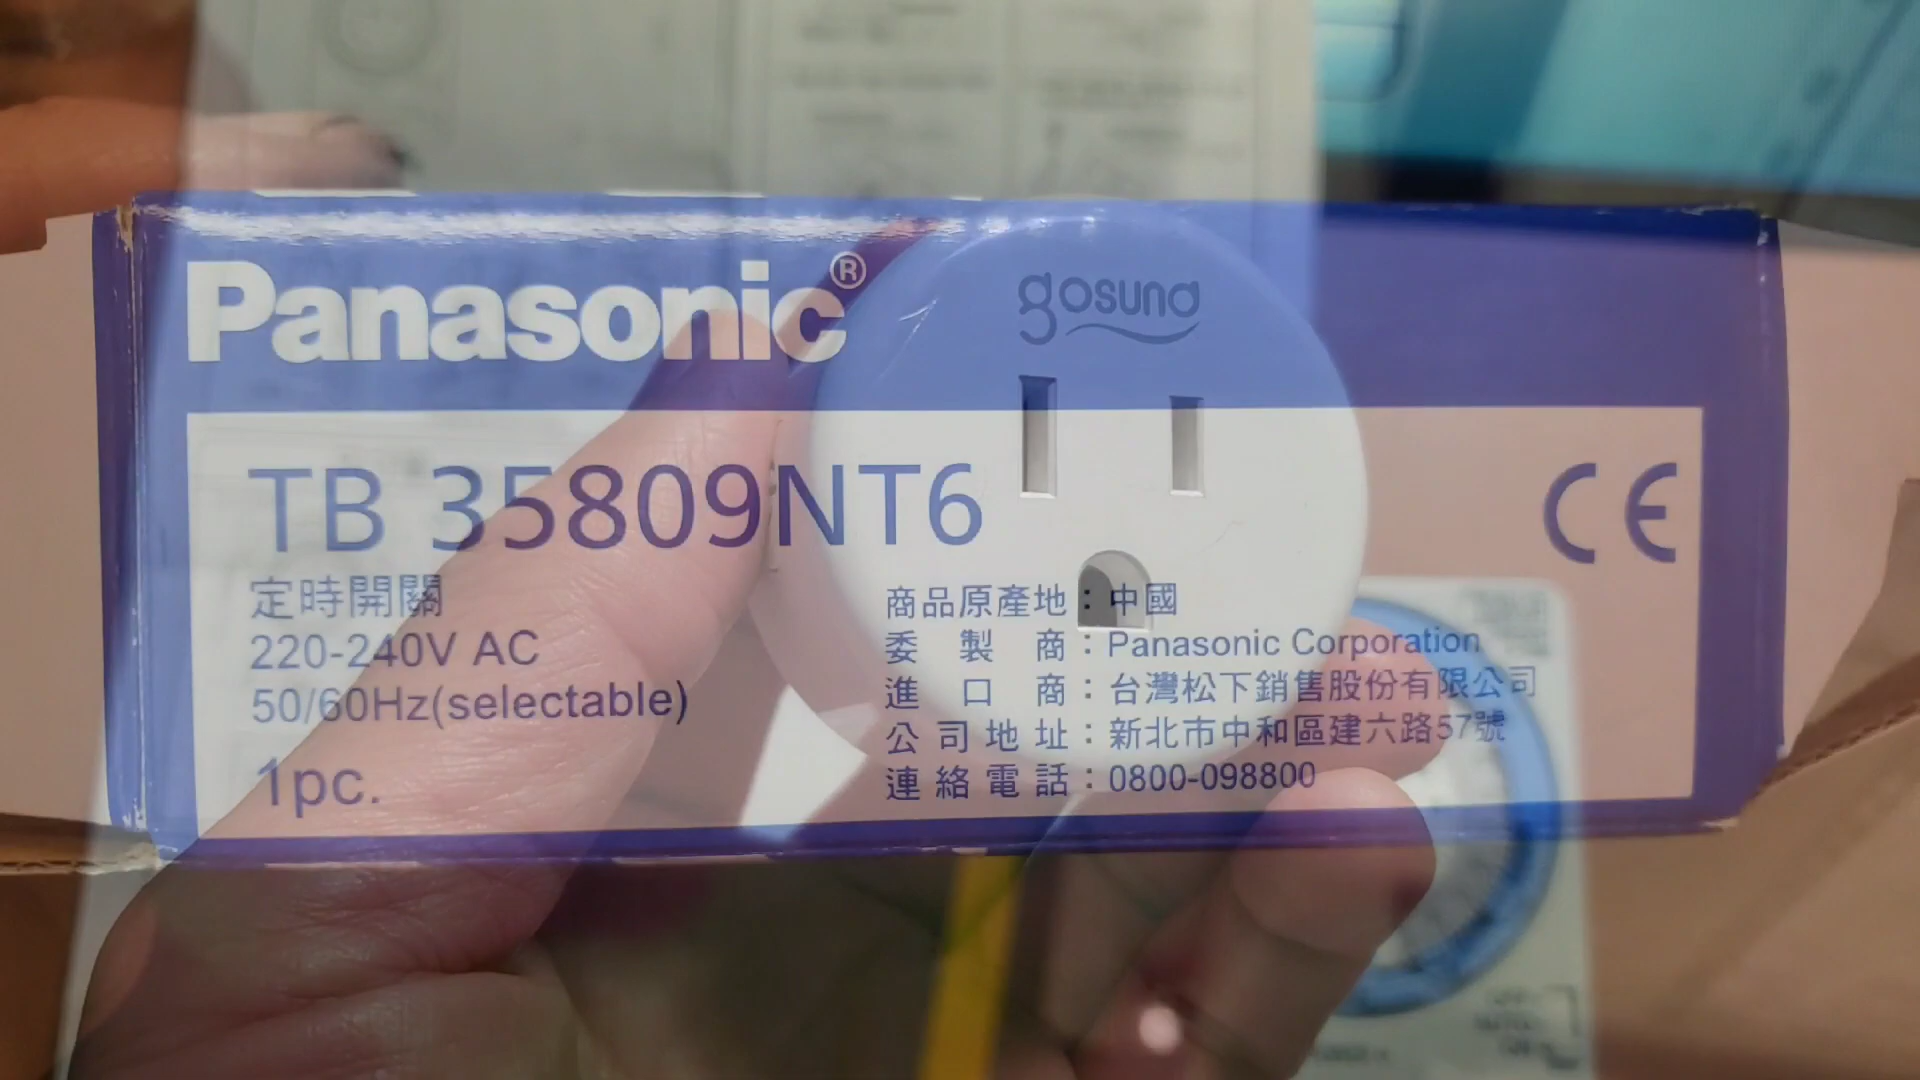 Panasonic®
gosund
TB 35809NT6
CE
定時開關
220-240V AC
50/60Hz(selectable)
1pc.
商品原產地：中國
委製商：Panasonic Corporation
進口商：台灣松下銷售股份有限公司
公司地址：新北市中和區建六路57號
連絡電話：0800-098800